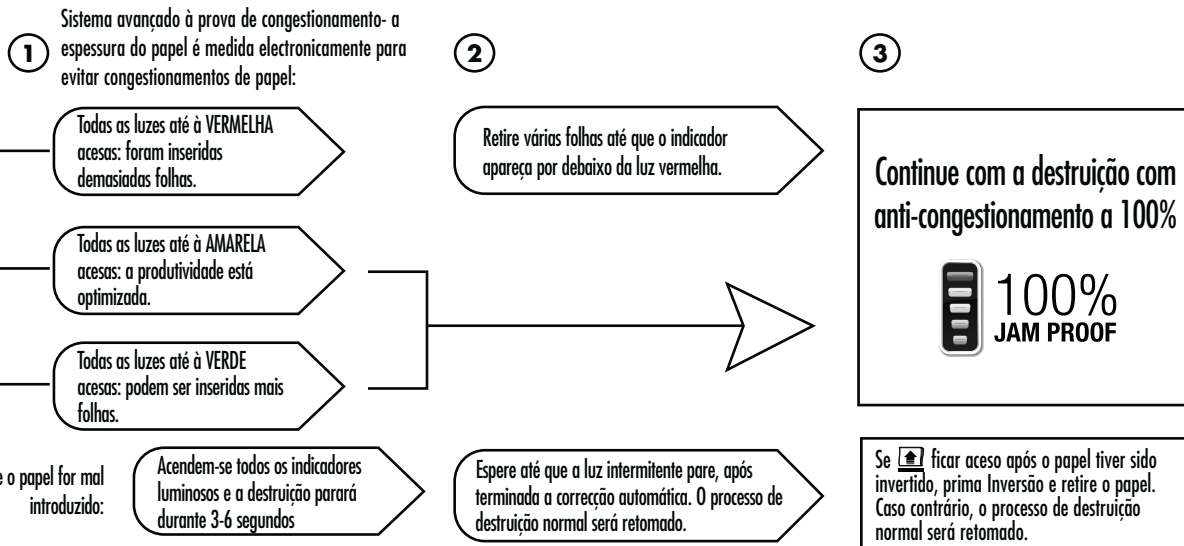 1
Sistema avançado à prova de congestionamento- a
espessura do papel é medida electronicamente para
evitar congestionamentos de papel:
2
3
Todas as luzes até à VERMELHA
acesas: foram inseridas
demasiadas folhas.
Retire várias folhas até que o indicador
apareça por debaixo da luz vermelha.
Todas as luzes até à AMARELA
acesas: a produtividade está
optimizada.
Todas as luzes até à VERDE
acesas: podem ser inseridas mais
folhas.
Continue com a destruição com
anti-congestionamento a 100%
100%
JAM PROOF
e o papel for mal
introduzido:
Acendem-se todos os indicadores
luminosos e a destruição parará
durante 3-6 segundos
Espere até que a luz intermitente pare, após
terminada a correcção automática. O processo de
destruição normal será retomado.
Se ficar aceso após o papel tiver sido
invertido, prima Inversão e retire o papel.
Caso contrário, o processo de destruição
normal será retomado.